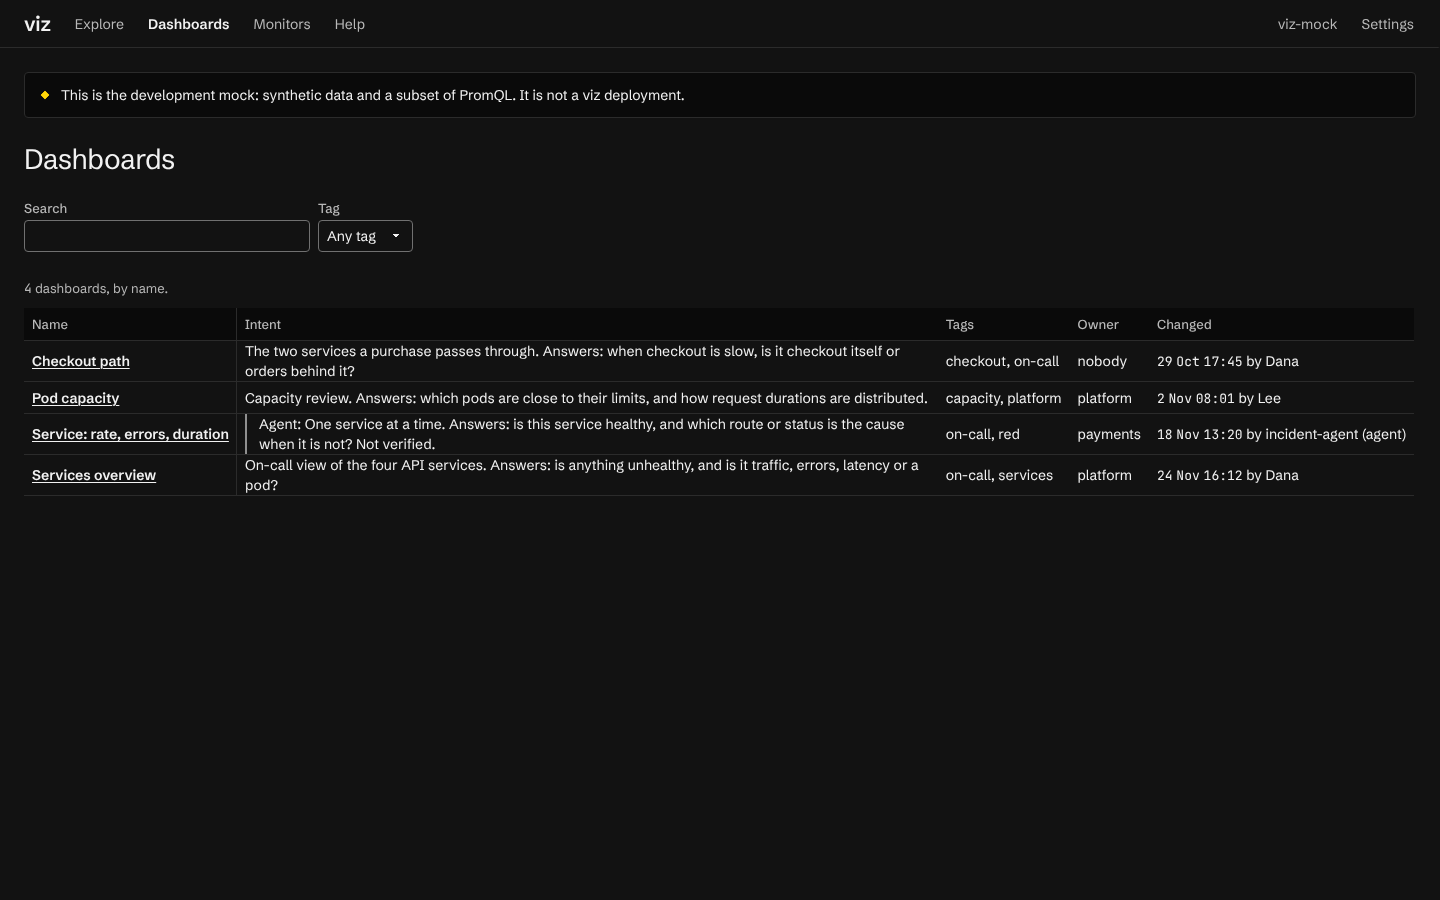 viz Explore Dashboards Monitors Help viz-mock Settings
This is the development mock: synthetic data and a subset of PromQL. It is not a viz deployment.
Dashboards
Search Tag
Any tag
4 dashboards, by name.
Name Intent Tags Owner Changed
Checkout path The two services a purchase passes through. Answers: when checkout is slow, is it checkout itself or orders behind it? checkout, on-call nobody 29 Oct 17:45 by Dana
Pod capacity Capacity review. Answers: which pods are close to their limits, and how request durations are distributed. capacity, platform platform 2 Nov 08:01 by Lee
Service: rate, errors, duration Agent: One service at a time. Answers: is this service healthy, and which route or status is the cause when it is not? Not verified. on-call, red payments 18 Nov 13:20 by incident-agent (agent)
Services overview On-call view of the four API services. Answers: is anything unhealthy, and is it traffic, errors, latency or a pod? on-call, services platform 24 Nov 16:12 by Dana